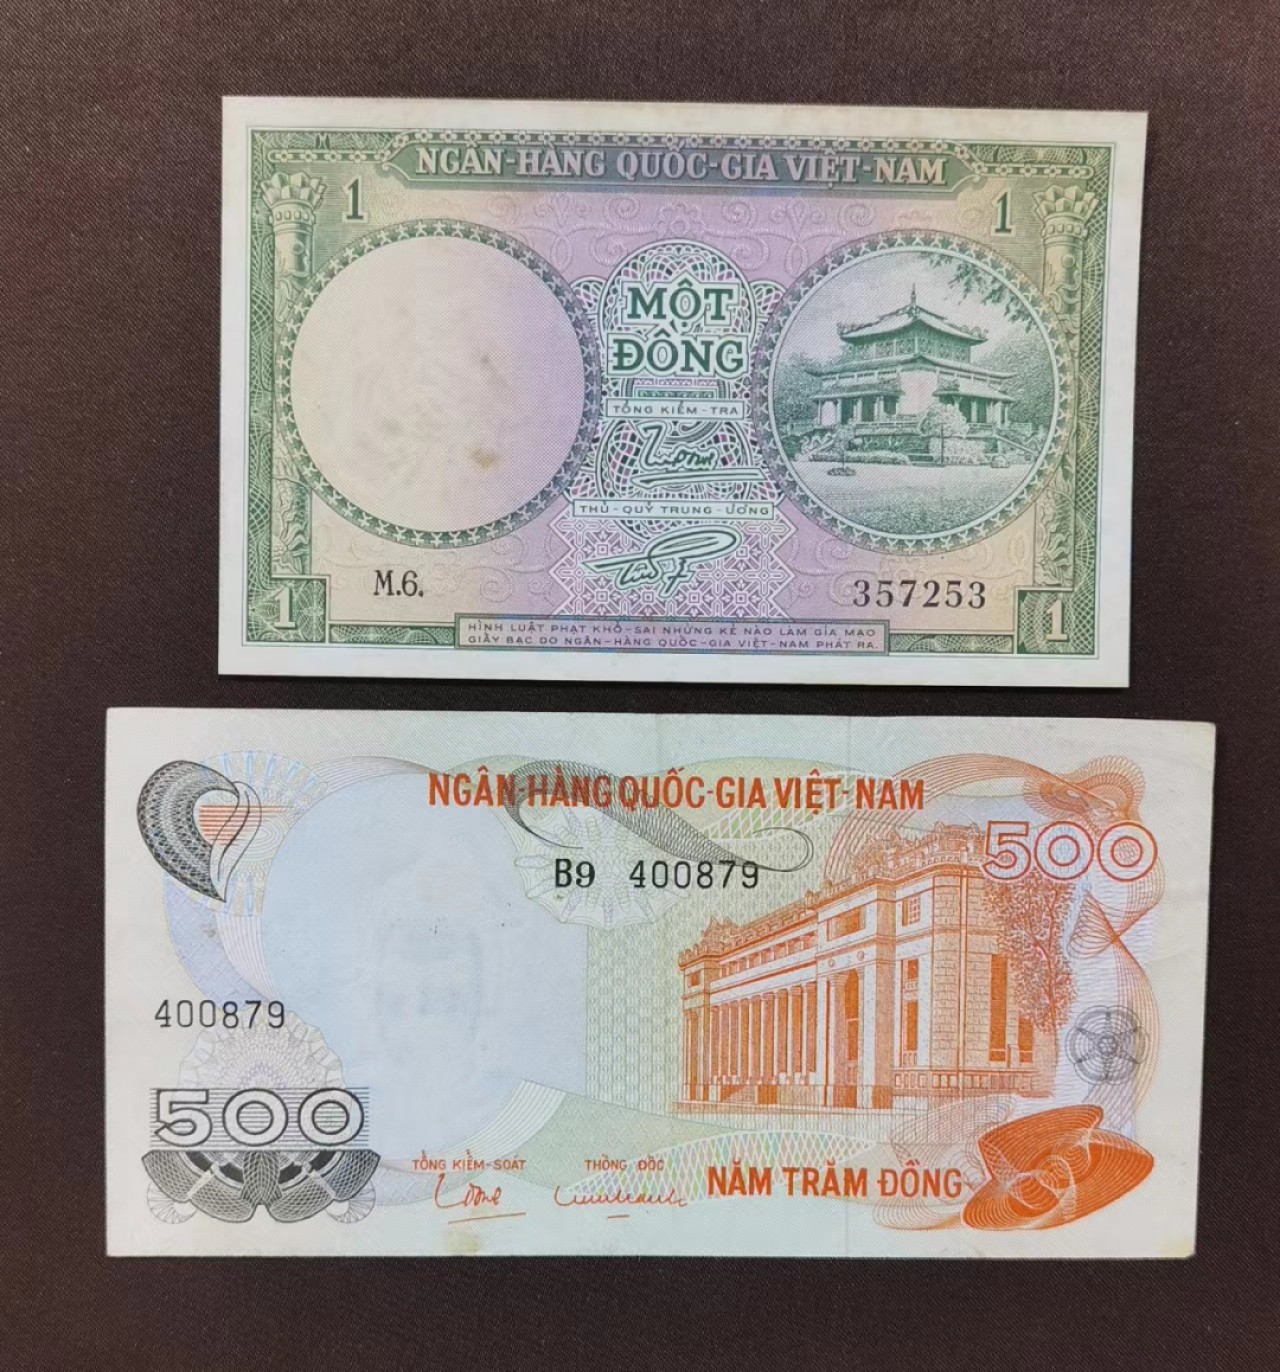 NGÂN-HÀNG QUỐC-GIA VIỆT-NAM
1
1
MỘT
ĐỒNG
TỔNG KIỂM-TRA
THỦ-QUỸ TRUNG-ƯƠNG
M.6.
357253
1
1
HÌNH LUẬT PHẠT KHỔ-SAI NHỮNG KẺ NÀO LÀM GIẢ MẠO
GIẤY BẠC DO NGÂN-HÀNG QUỐC-GIA VIỆT-NAM PHÁT RA.
NGÂN-HÀNG QUỐC-GIA VIỆT-NAM
500
B9 400879
400879
500
TỔNG KIỂM-SOÁT
THỐNG ĐỐC
NĂM TRĂM ĐỒNG